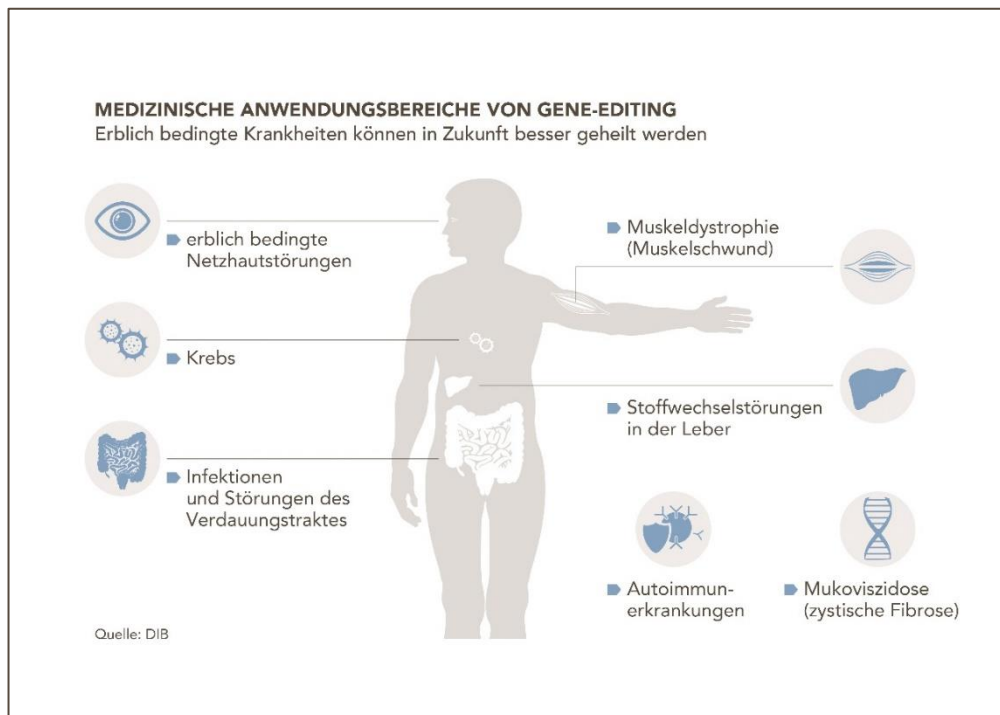 MEDIZINISCHE ANWENDUNGSBEREICHE VON GENE-EDITING
Erblich bedingte Krankheiten können in Zukunft besser geheilt werden
erblich bedingte
Netzhautstörungen
Krebs
Infektionen
und Störungen des
Verdauungstraktes
Muskeldystrophie
(Muskelschwund)
Stoffwechselstörungen
in der Leber
Autoimmun-
erkrankungen
Mukoviszidose
(zystische Fibrose)
Quelle: DIB